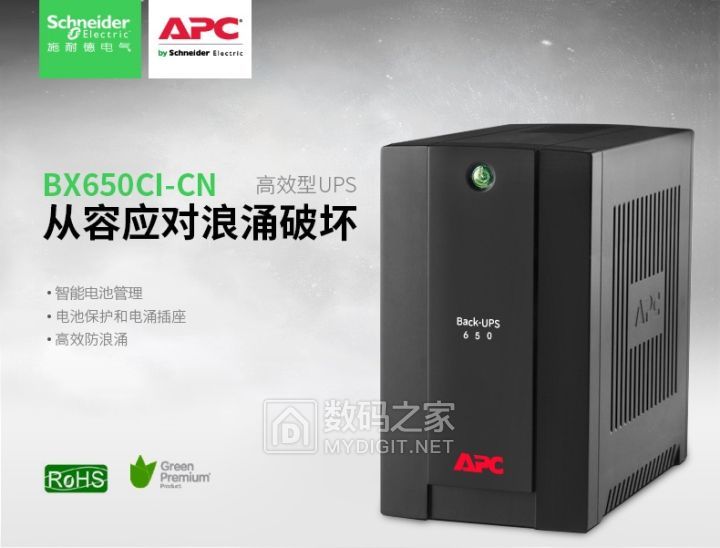 Schneider
Electric
施耐德电气
APC
by Schneider Electric
BX650CI-CN 高效型UPS
从容应对浪涌破坏
• 智能电池管理
• 电池保护和电涌插座
• 高效防浪涌
Back-UPS
650
APC
APC
数码之家
MYDIGIT.NET
RoHS
Green
Premium
Product